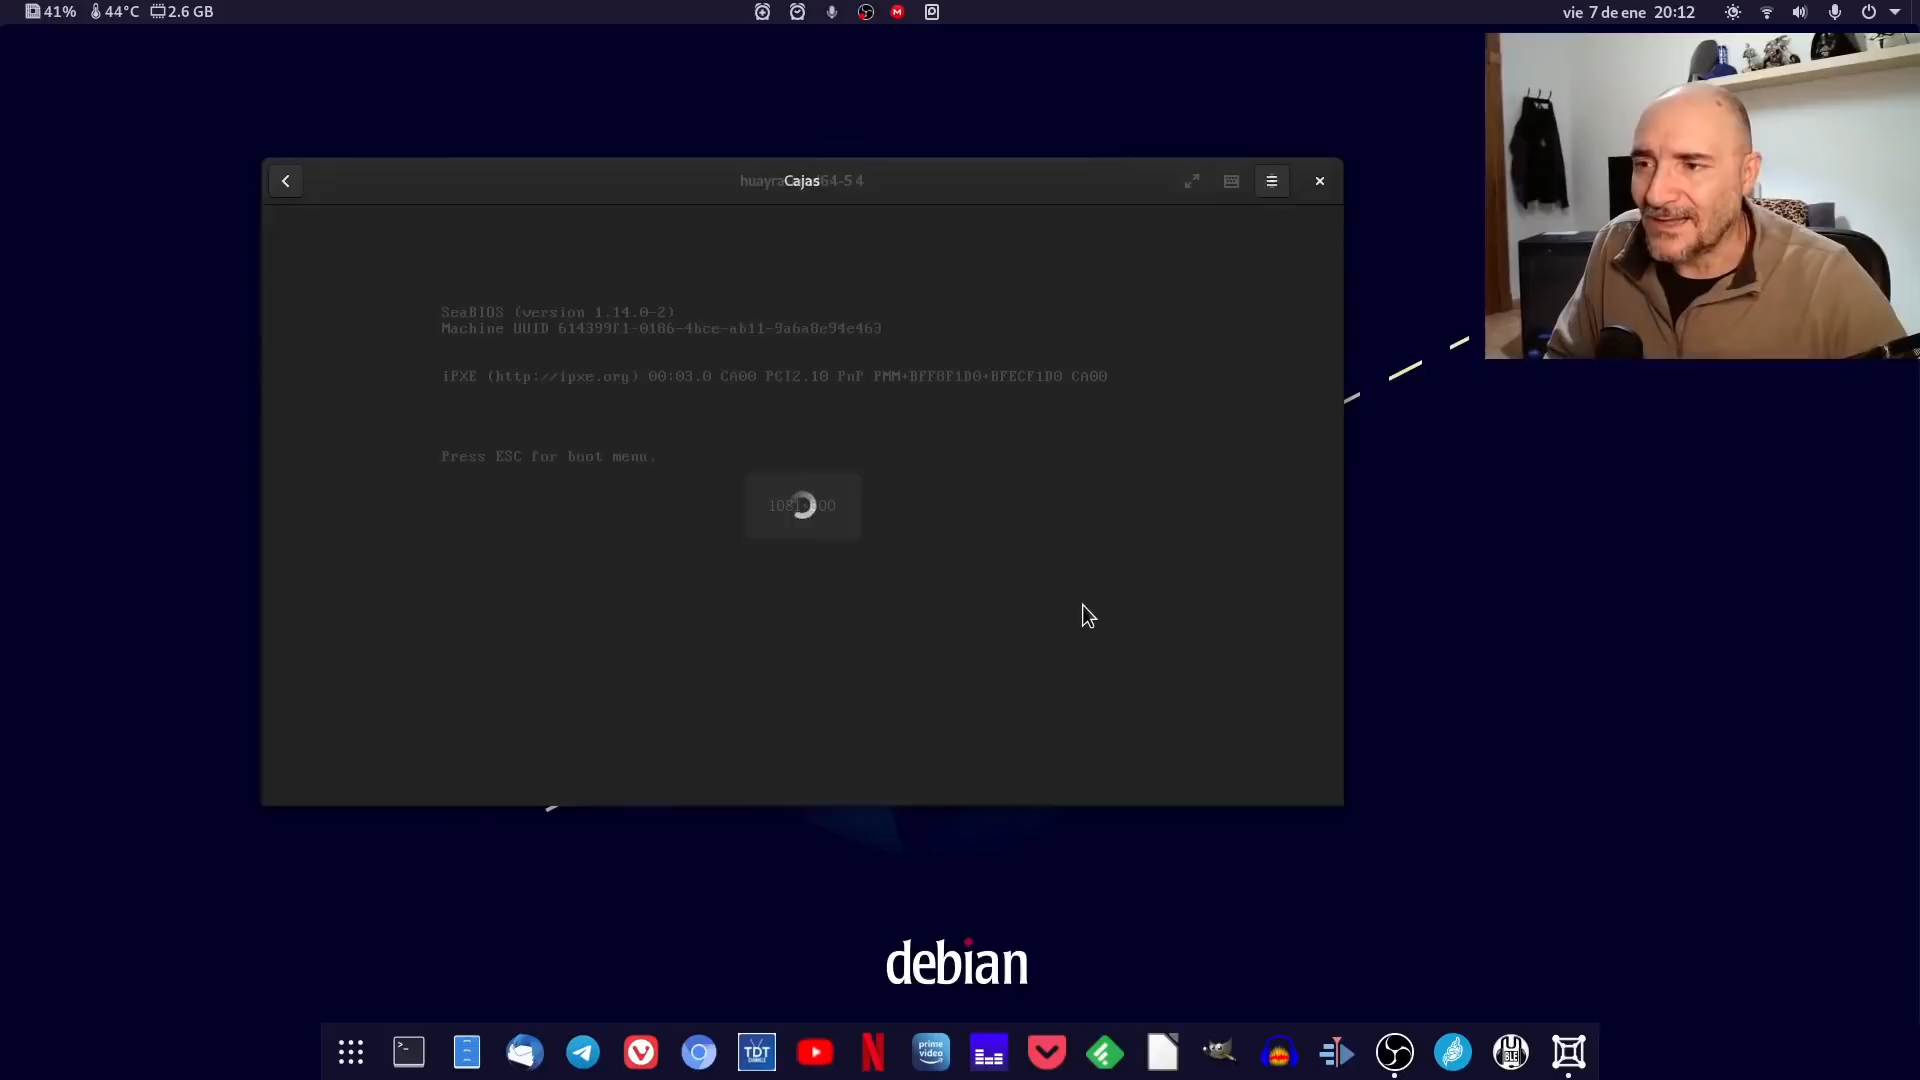 41% 44°C 2.6 GB
vie 7 de ene 20:12
Cajas
SeaBIOS (version 1.14.0-2)
Machine UUID 614399f1-0186-4bce-ab11-9a6a8e94e463
iPXE (http://ipxe.org) 00:03.0 CA00 PCI2.10 PnP PMM+BFF8F1D0+BFECF1D0 CA00
Press ESC for boot menu.
debian
TDT
CHANNELS
prime
video
BLE